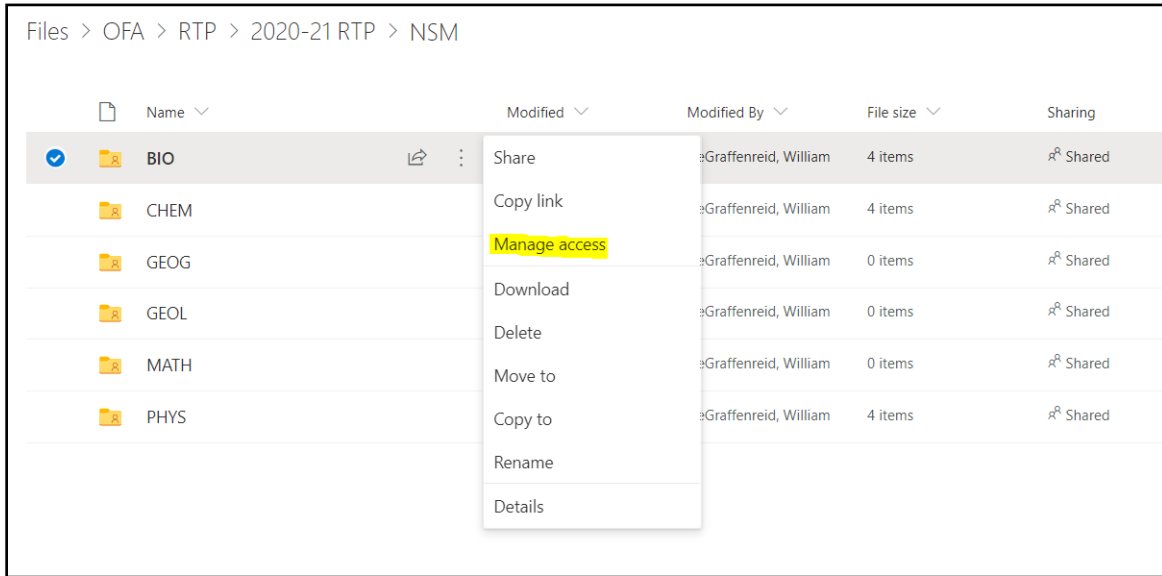 Files > OFA > RTP > 2020-21 RTP > NSM
Name Modified Modified By File size Sharing
BIO Share eGraffenreid, William 4 items Shared
CHEM Copy link eGraffenreid, William 4 items Shared
Manage access
GEOG eGraffenreid, William 0 items Shared
Download
GEOL eGraffenreid, William 0 items Shared
Delete
MATH Move to eGraffenreid, William 0 items Shared
PHYS Copy to eGraffenreid, William 4 items Shared
Rename
Details